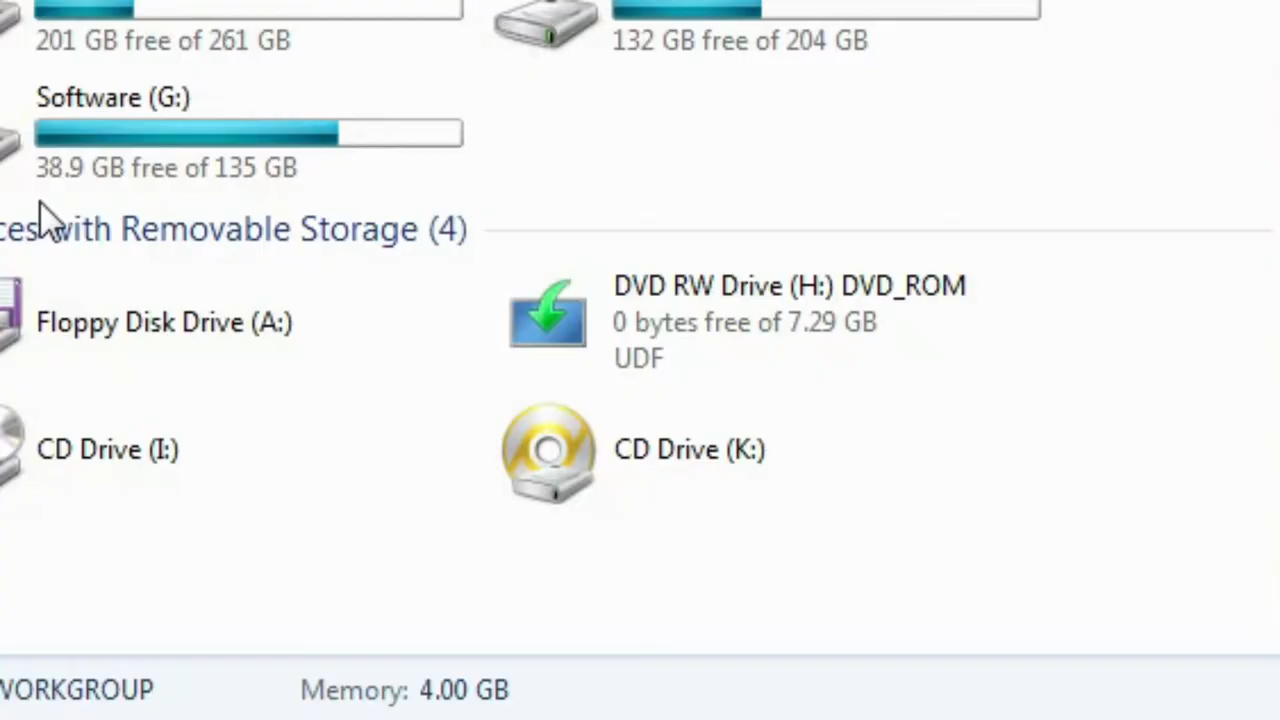 201 GB free of 261 GB
132 GB free of 204 GB
Software (G:)
38.9 GB free of 135 GB
with Removable Storage (4)
Floppy Disk Drive (A:)
DVD RW Drive (H:) DVD_ROM
0 bytes free of 7.29 GB
UDF
CD Drive (I:)
CD Drive (K:)
WORKGROUP
Memory: 4.00 GB